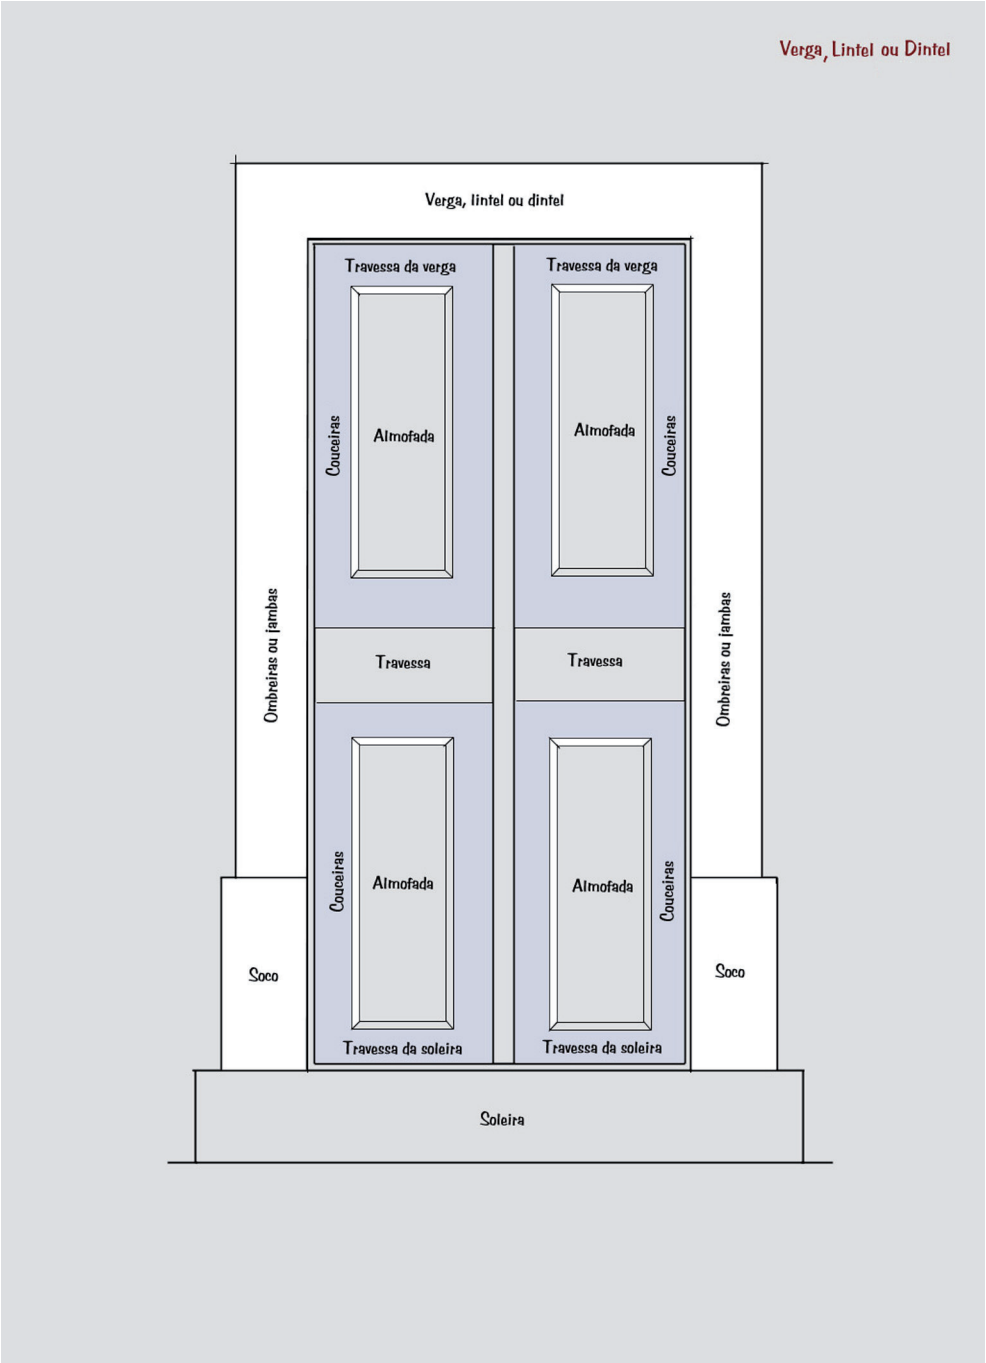 Verga, Lintel ou Dintel
Verga, lintel ou dintel
Travessa da verga
Travessa da verga
Couceiras
Almofada
Almofada
Couceiras
Ombreiras ou jambas
Travessa
Travessa
Ombreiras ou jambas
Couceiras
Almofada
Almofada
Couceiras
Soco
Soco
Travessa da soleira
Travessa da soleira
Soleira